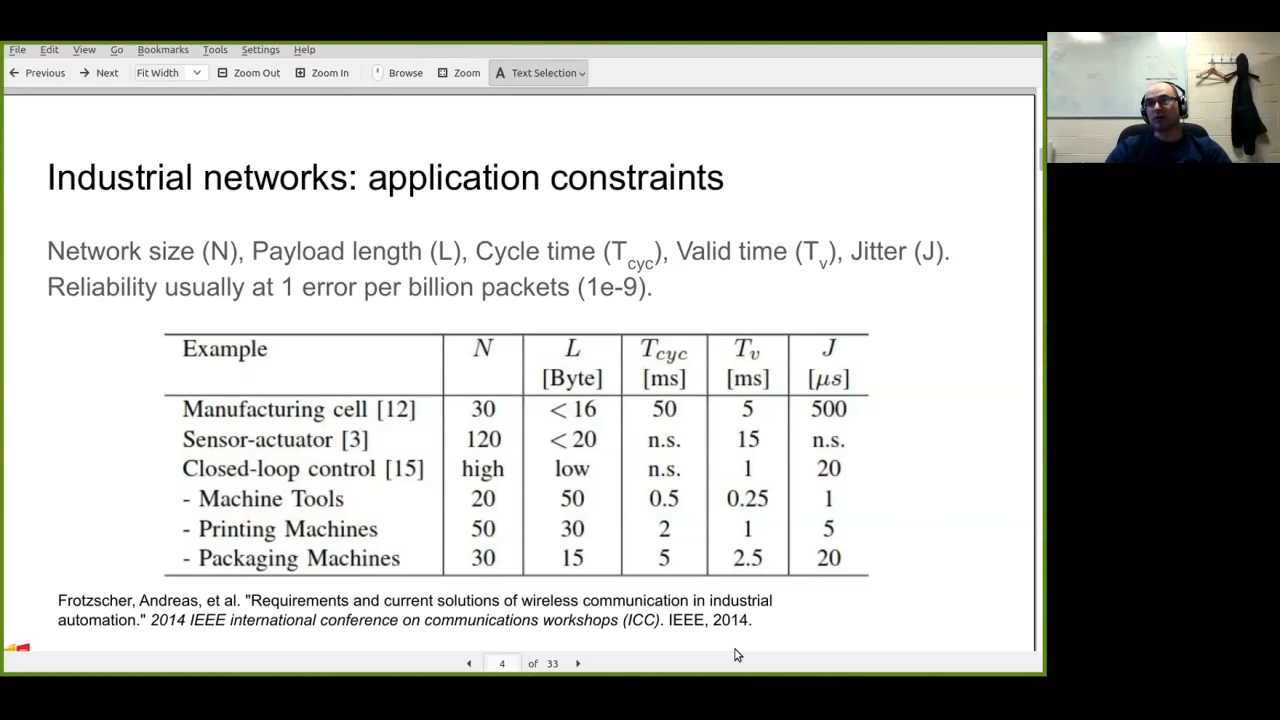 File Edit View Go Bookmarks Tools Settings Help
Previous Next Fit Width Zoom Out Zoom In Browse Zoom Text Selection
Industrial networks: application constraints
Network size (N), Payload length (L), Cycle time (Tcyc), Valid time (Tv), Jitter (J).
Reliability usually at 1 error per billion packets (1e-9).
Example N L Tcyc Tv J
[Byte] [ms] [ms] [μs]
Manufacturing cell [12] 30 < 16 50 5 500
Sensor-actuator [3] 120 < 20 n.s. 15 n.s.
Closed-loop control [15] high low n.s. 1 20
- Machine Tools 20 50 0.5 0.25 1
- Printing Machines 50 30 2 1 5
- Packaging Machines 30 15 5 2.5 20
Frotzscher, Andreas, et al. "Requirements and current solutions of wireless communication in industrial
automation." 2014 IEEE international conference on communications workshops (ICC). IEEE, 2014.
4 of 33